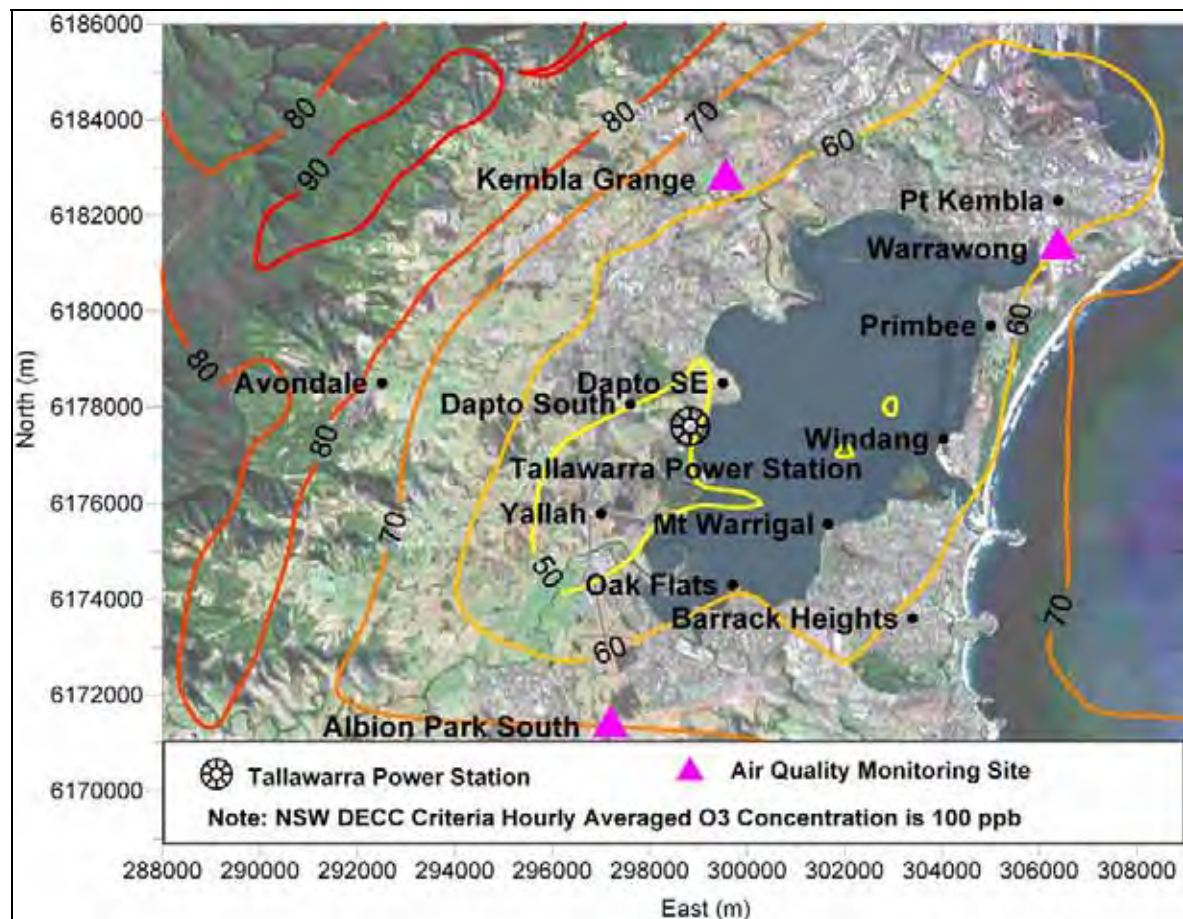 6186000
80
80
70
6184000
60
90
Kembla Grange
6182000
Pt Kembla
Warrawong
6180000
60
Primbee
80
Avondale
Dapto SE
6178000
Dapto South
80
Windang
Tallawarra Power Station
6176000
Yallah
Mt Warrigal
70
50
Oak Flats
6174000
70
Barrack Heights
60
6172000
Albion Park South
Tallawarra Power Station
Air Quality Monitoring Site
6170000
Note: NSW DECC Criteria Hourly Averaged O3 Concentration is 100 ppb
North (m)
288000 290000 292000 294000 296000 298000 300000 302000 304000 306000 308000
East (m)